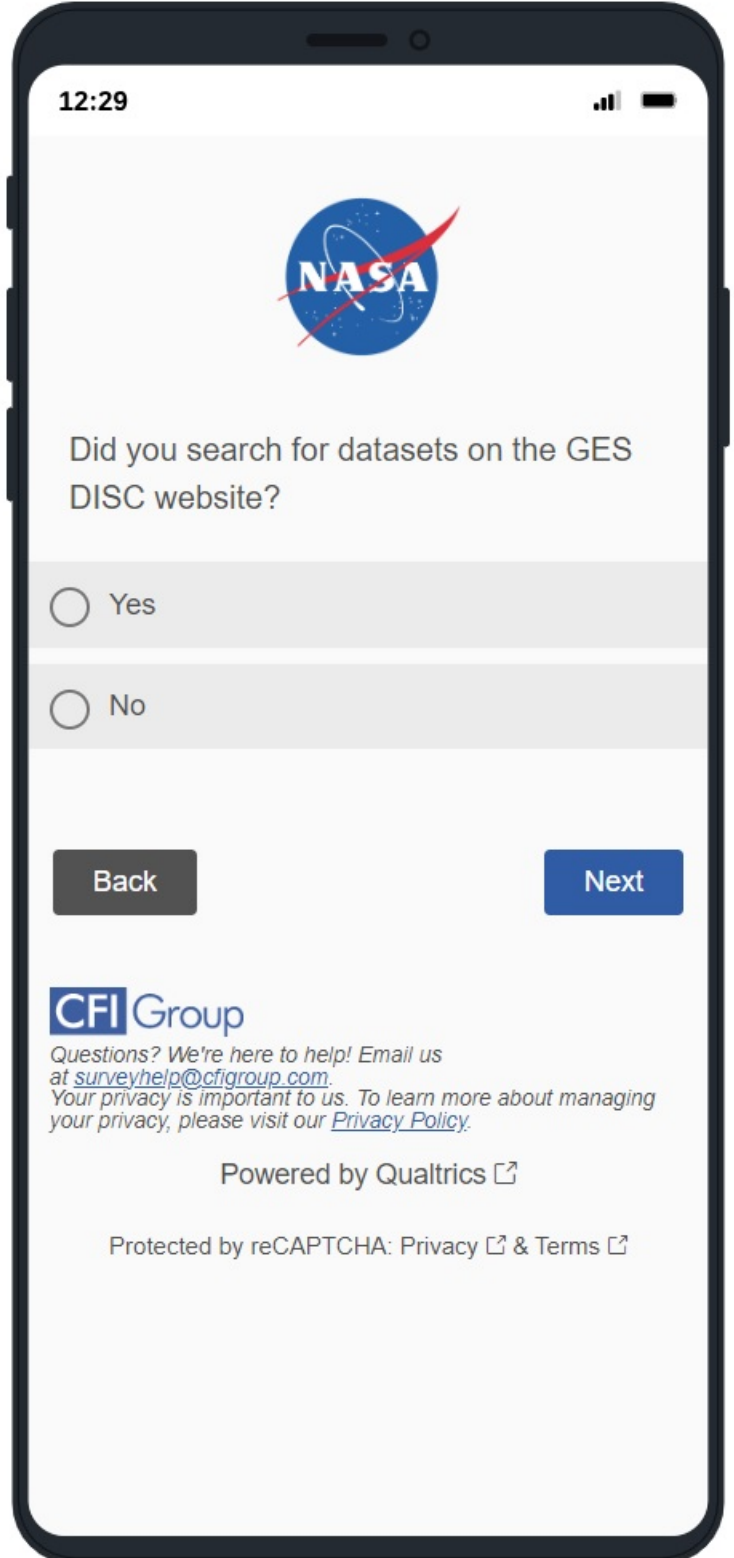 12:29
NASA
Did you search for datasets on the GES
DISC website?
Yes
No
Back
Next
CFI Group
Questions? We're here to help! Email us
at surveyhelp@cfigroup.com.
Your privacy is important to us. To learn more about managing
your privacy, please visit our Privacy Policy.
Powered by Qualtrics
Protected by reCAPTCHA: Privacy & Terms